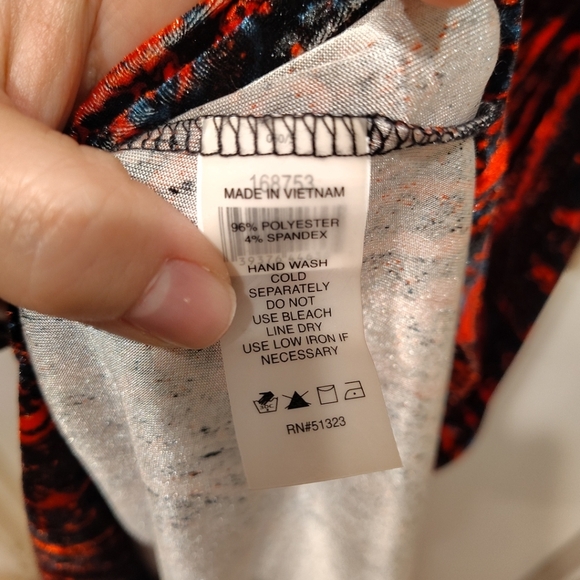 168753
MADE IN VIETNAM
96% POLYESTER
4% SPANDEX
HAND WASH
COLD
SEPARATELY
DO NOT
USE BLEACH
LINE DRY
USE LOW IRON IF
NECESSARY
RN#51323